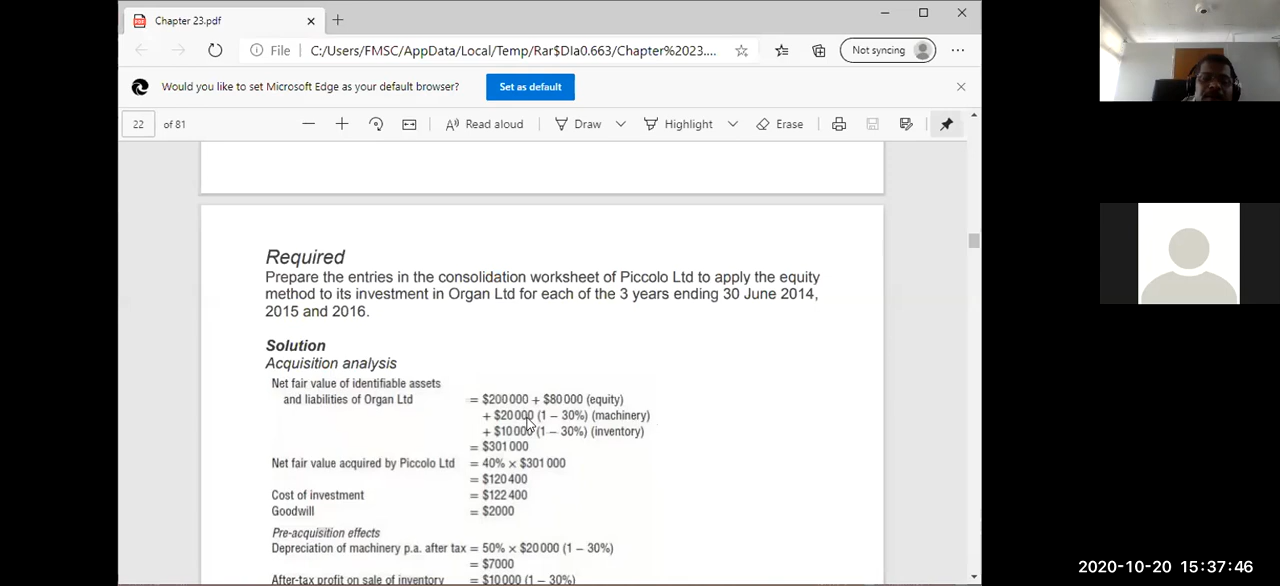 Chapter 23.pdf
File
C:/Users/FMSC/AppData/Local/Temp/Rar$DIa0.663/Chapter%2023....
Not syncing
Would you like to set Microsoft Edge as your default browser?
Set as default
22 of 81
Read aloud
Draw
Highlight
Erase
Required
Prepare the entries in the consolidation worksheet of Piccolo Ltd to apply the equity
method to its investment in Organ Ltd for each of the 3 years ending 30 June 2014,
2015 and 2016.
Solution
Acquisition analysis
Net fair value of identifiable assets
and liabilities of Organ Ltd = $200 000 + $80 000 (equity)
+ $20 000 (1 – 30%) (machinery)
+ $10 000 (1 – 30%) (inventory)
= $301 000
Net fair value acquired by Piccolo Ltd = 40% × $301 000
= $120 400
Cost of investment = $122 400
Goodwill = $2000
Pre-acquisition effects
Depreciation of machinery p.a. after tax = 50% × $20 000 (1 – 30%)
= $7000
After-tax profit on sale of inventory = $10 000 (1 – 30%)
2020-10-20 15:37:46